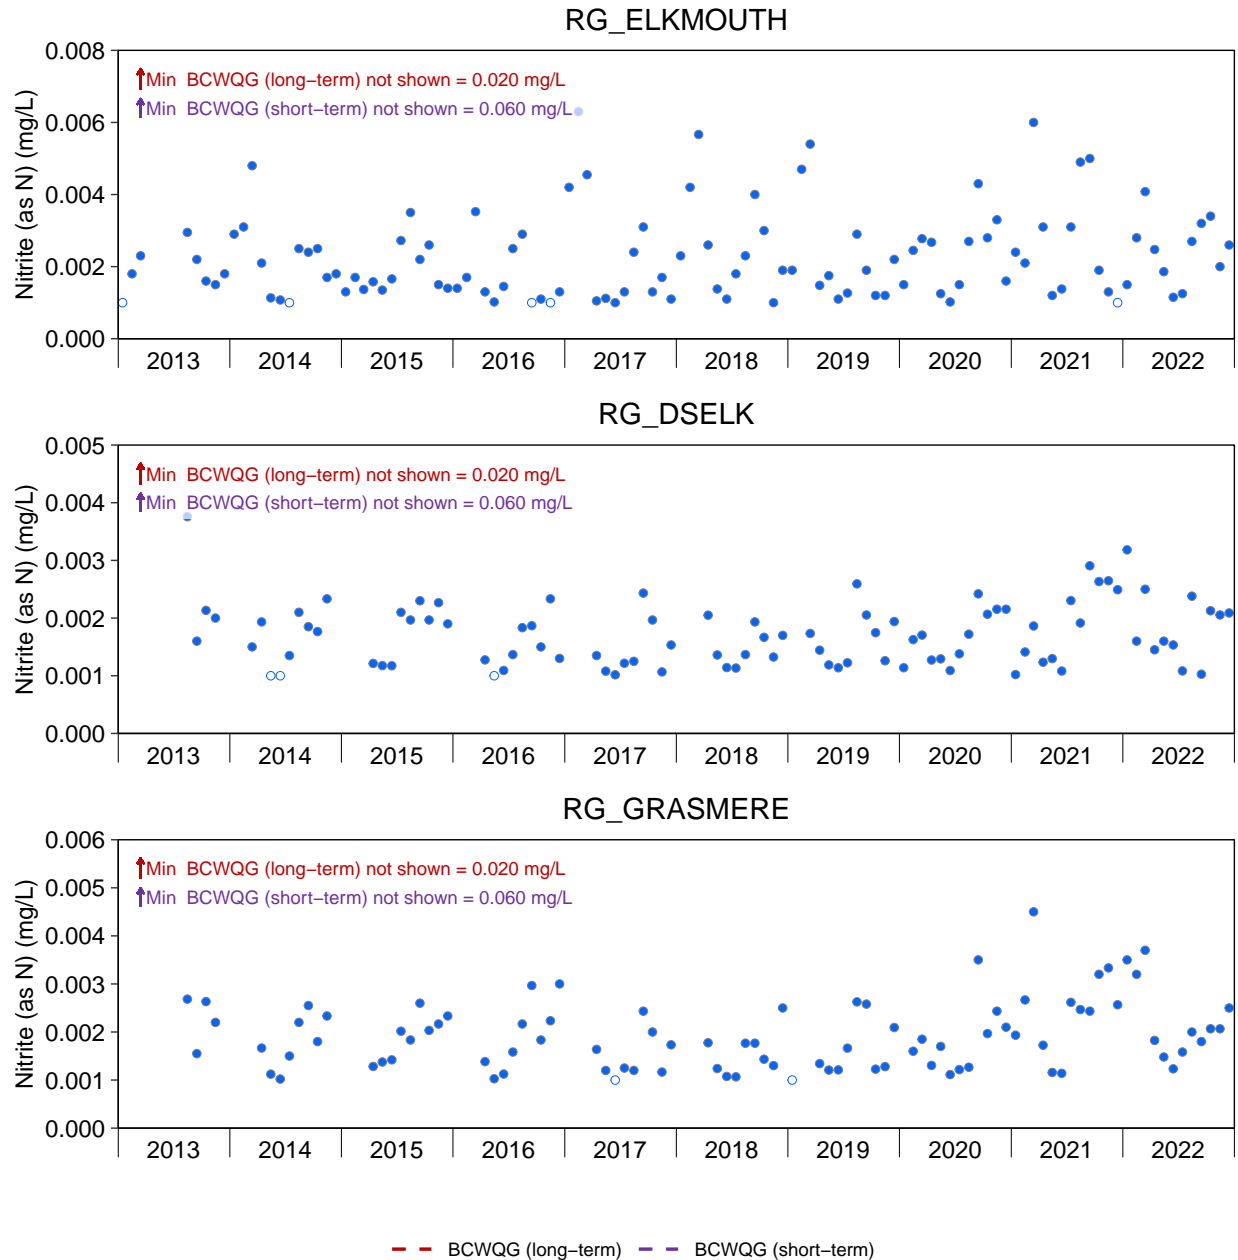 RG_ELKMOUTH
Nitrite (as N) (mg/L)
0.008
0.006
0.004
0.002
0.000
Min BCWQG (long−term) not shown = 0.020 mg/L
Min BCWQG (short−term) not shown = 0.060 mg/L
2013 2014 2015 2016 2017 2018 2019 2020 2021 2022
RG_DSELK
Nitrite (as N) (mg/L)
0.005
0.004
0.003
0.002
0.001
0.000
Min BCWQG (long−term) not shown = 0.020 mg/L
Min BCWQG (short−term) not shown = 0.060 mg/L
2013 2014 2015 2016 2017 2018 2019 2020 2021 2022
RG_GRASMERE
Nitrite (as N) (mg/L)
0.006
0.005
0.004
0.003
0.002
0.001
0.000
Min BCWQG (long−term) not shown = 0.020 mg/L
Min BCWQG (short−term) not shown = 0.060 mg/L
2013 2014 2015 2016 2017 2018 2019 2020 2021 2022
BCWQG (long−term) BCWQG (short−term)